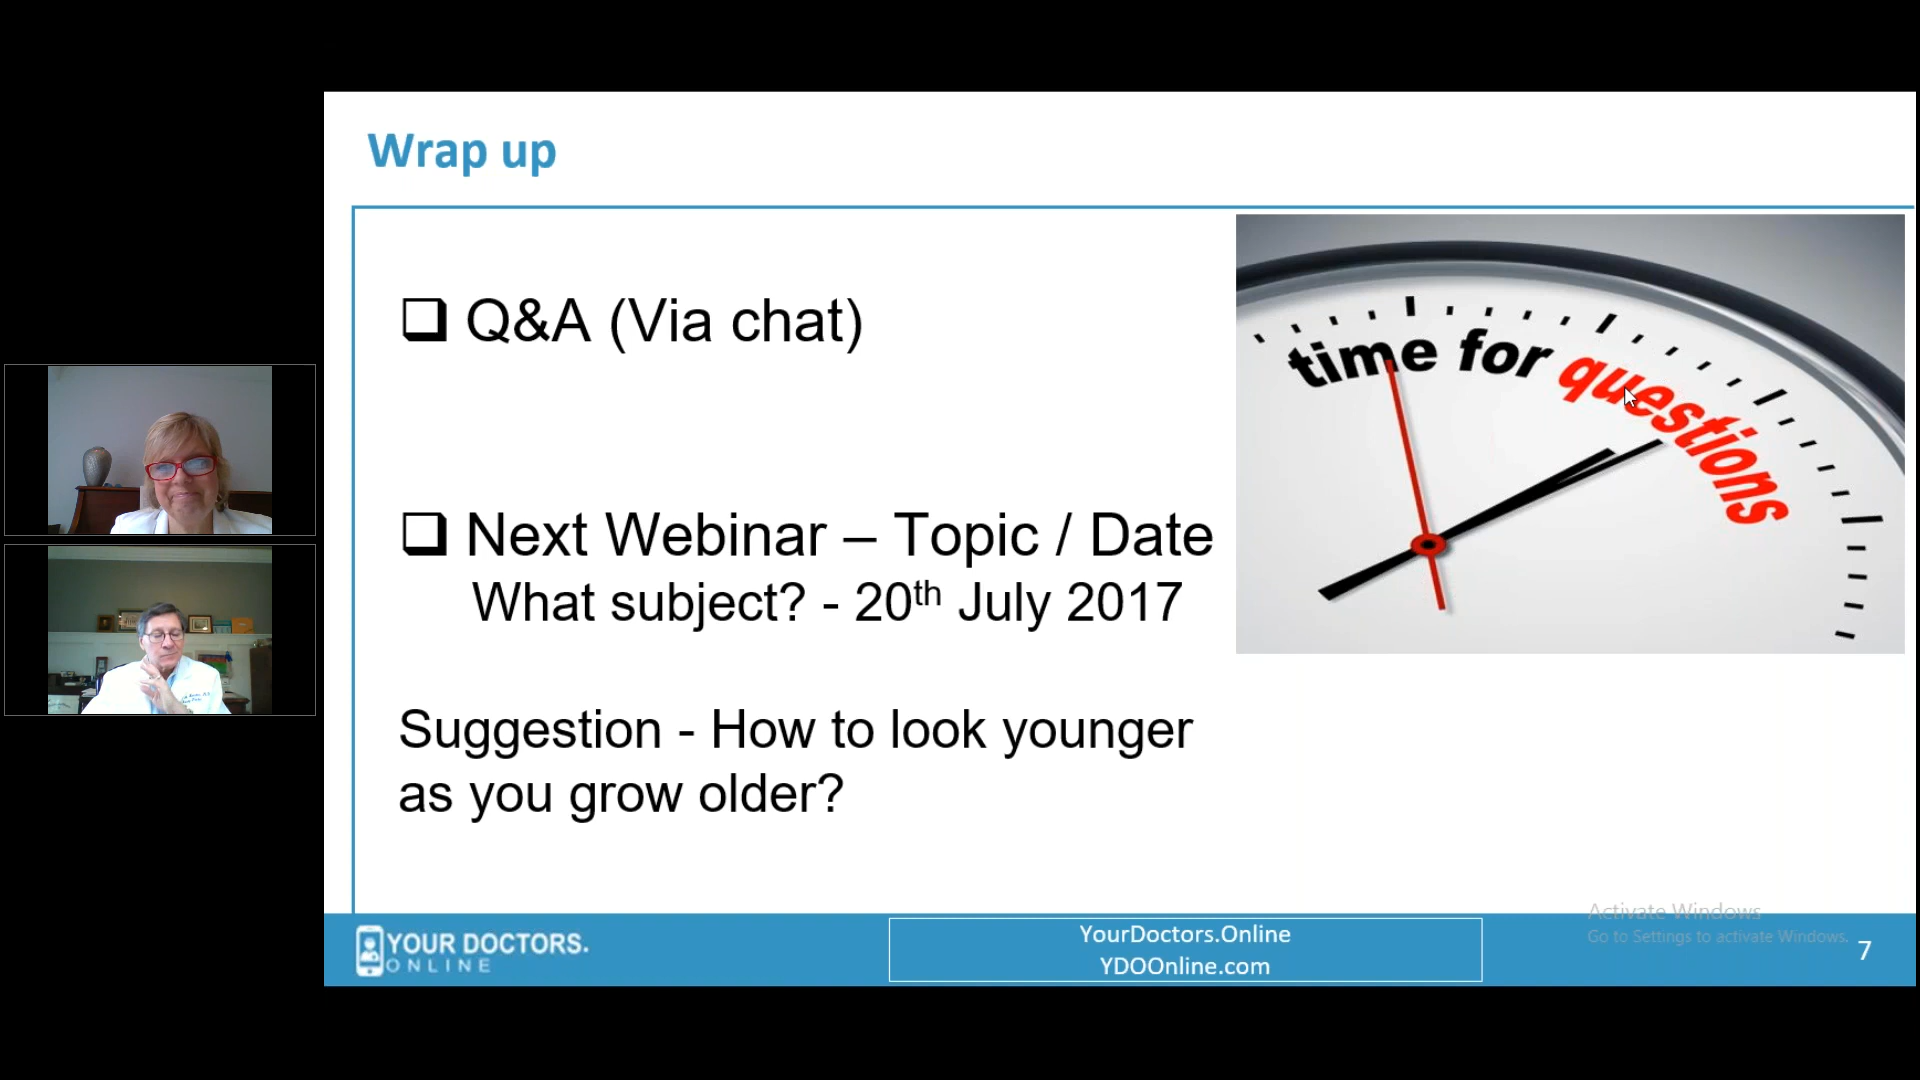 Wrap up
❑ Q&A (Via chat)
time for questions
❑ Next Webinar – Topic / Date
What subject? - 20th July 2017
Suggestion - How to look younger
as you grow older?
YOUR DOCTORS.
ONLINE
YourDoctors.Online
YDOOnline.com
Activate Windows
Go to Settings to activate Windows.
7